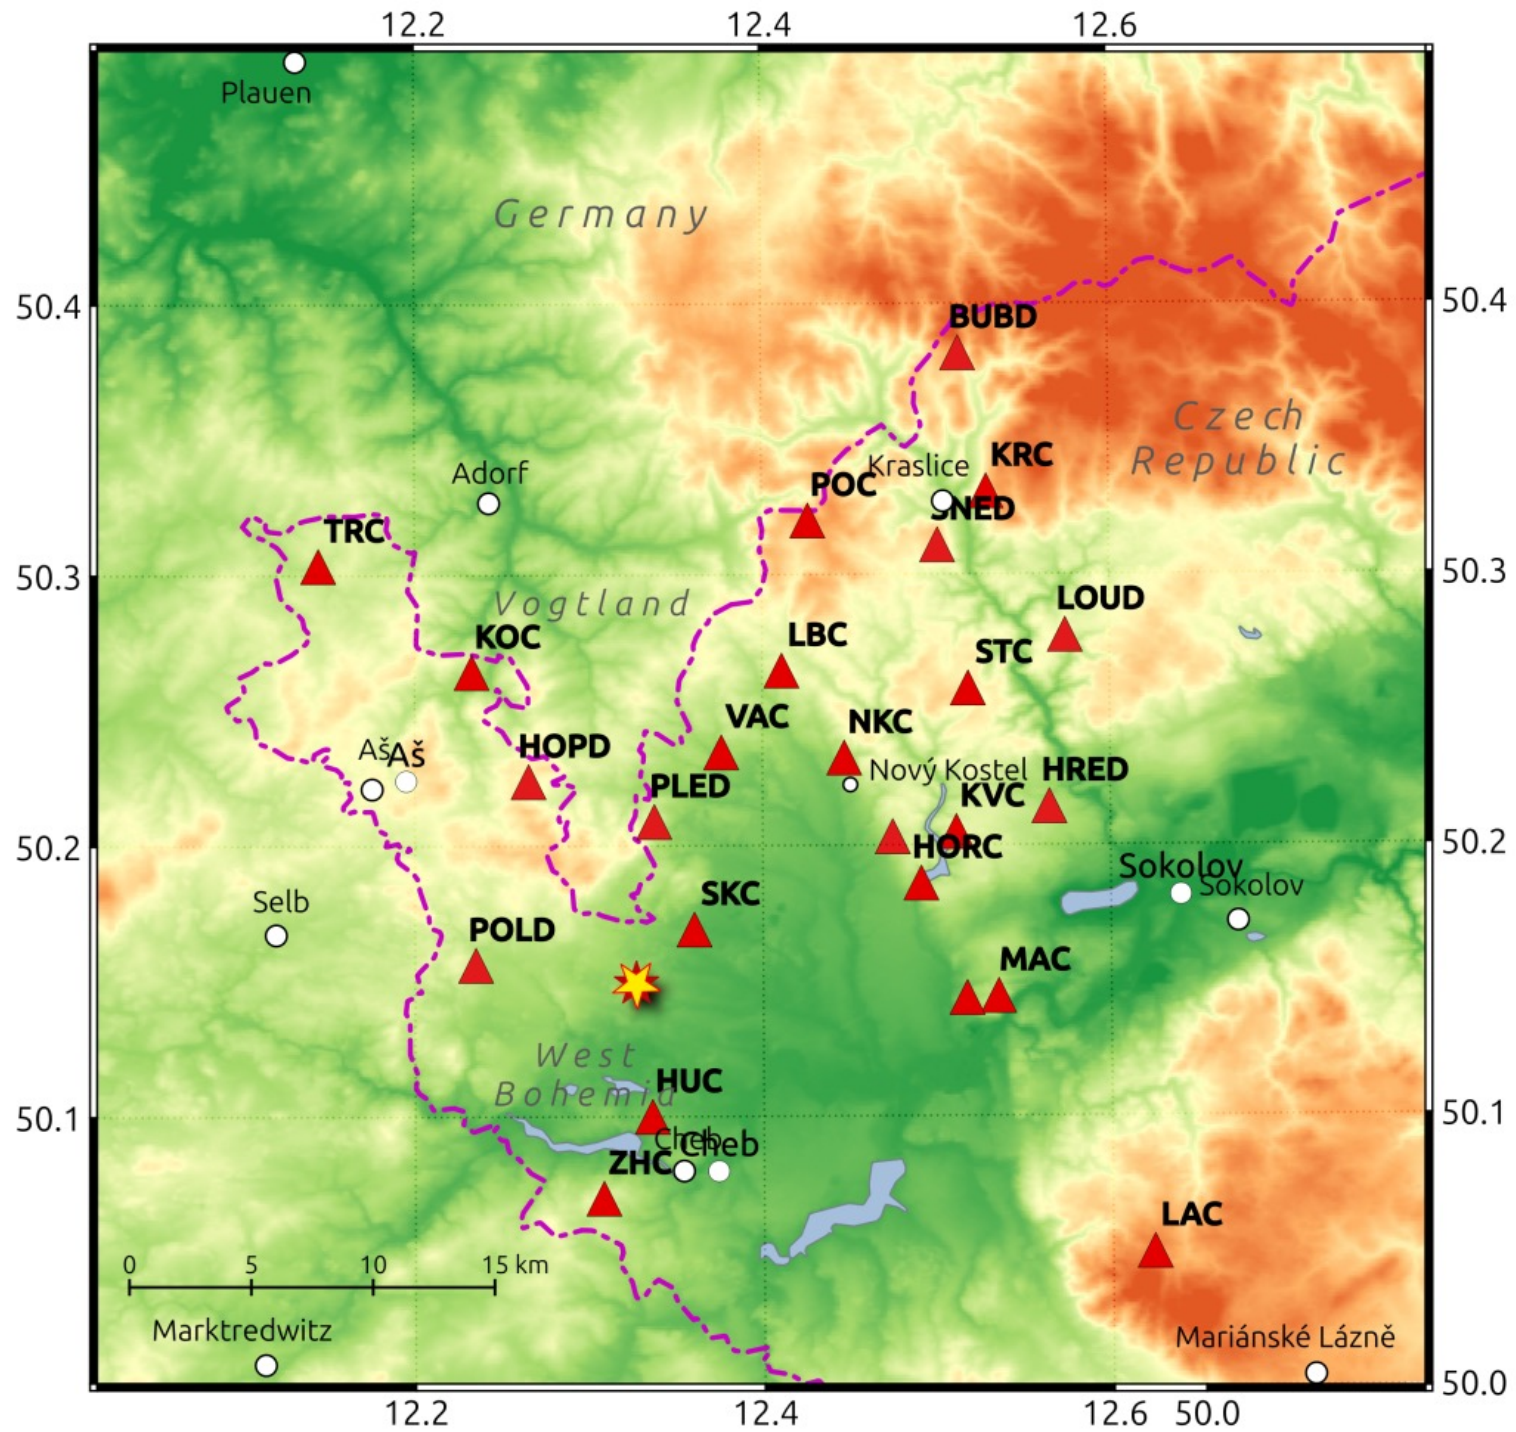 12.2 12.4 12.6
Plauen
Germany
50.4 50.4
BUBD
Czech
Republic
KRC
Kraslice
Adorf
POC
SNED
TRC
50.3 50.3
Vogtland
LOUD
KOC
LBC
STC
VAC
NKC
HOPD
Aš
Aš
Nový Kostel
HRED
PLED
KVC
50.2 50.2
HORC
Sokolov
Sokolov
SKC
Selb
POLD
MAC
West
Bohemia
HUC
50.1 50.1
Cheb
Cheb
ZHC
LAC
0 5 10 15 km
Marktredwitz
Mariánské Lázně
50.0
12.2 12.4 12.6 50.0